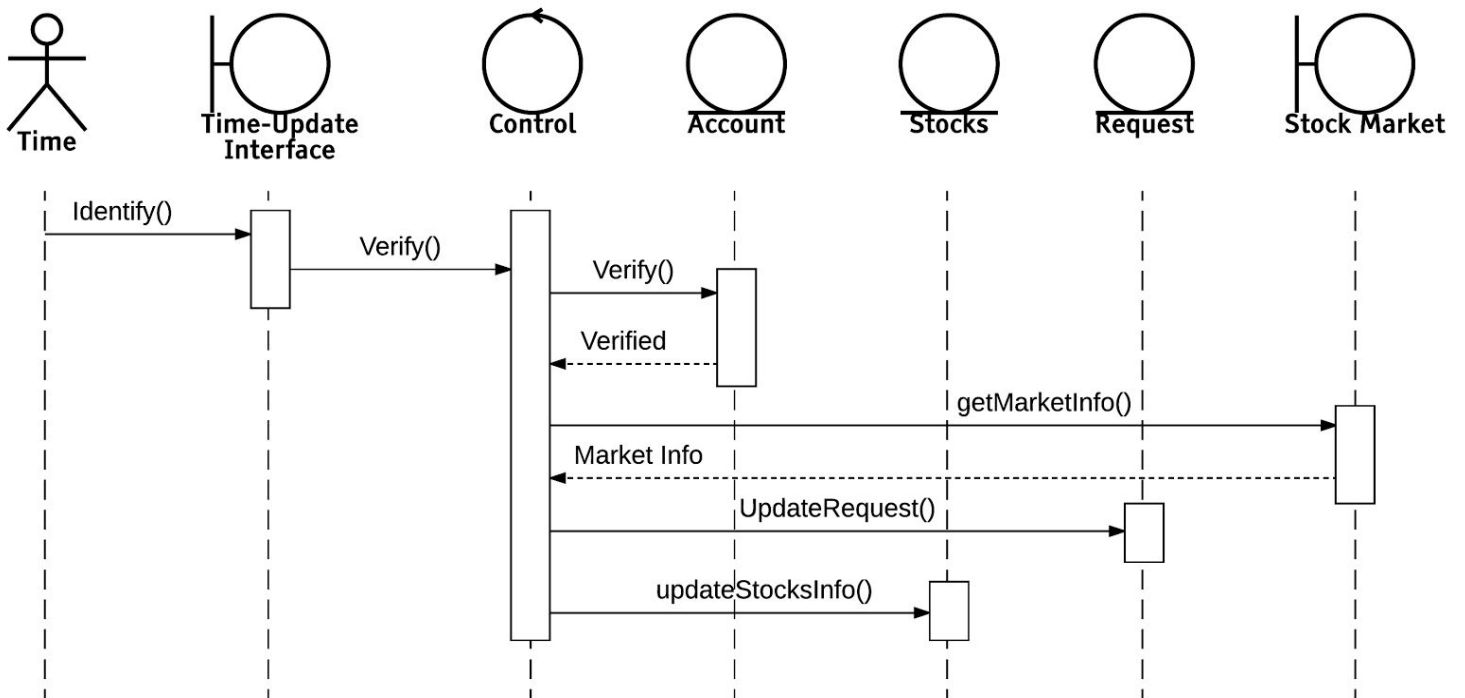 Time
Time-Update
Interface
Control
Account
Stocks
Request
Stock Market
Identify()
Verify()
Verify()
Verified
getMarketInfo()
Market Info
UpdateRequest()
updateStocksInfo()